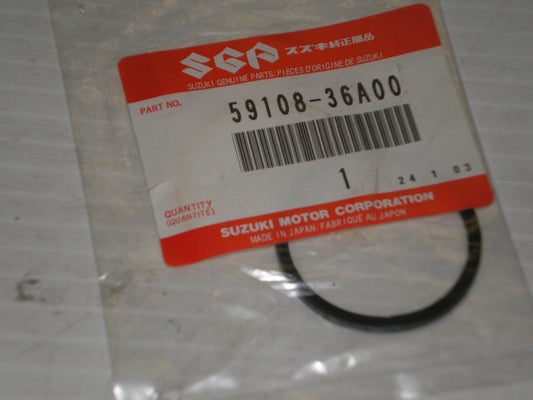 SGP スズキ純正部品
SUZUKI GENUINE PARTS/PIECES D'ORIGINE DE SUZUKI
PART NO. 59108-36A00
1 24 1 03
QUANTITY
(QUANTITÉ)
SUZUKI MOTOR CORPORATION
MADE IN JAPAN/FABRIQUÉ AU JAPON